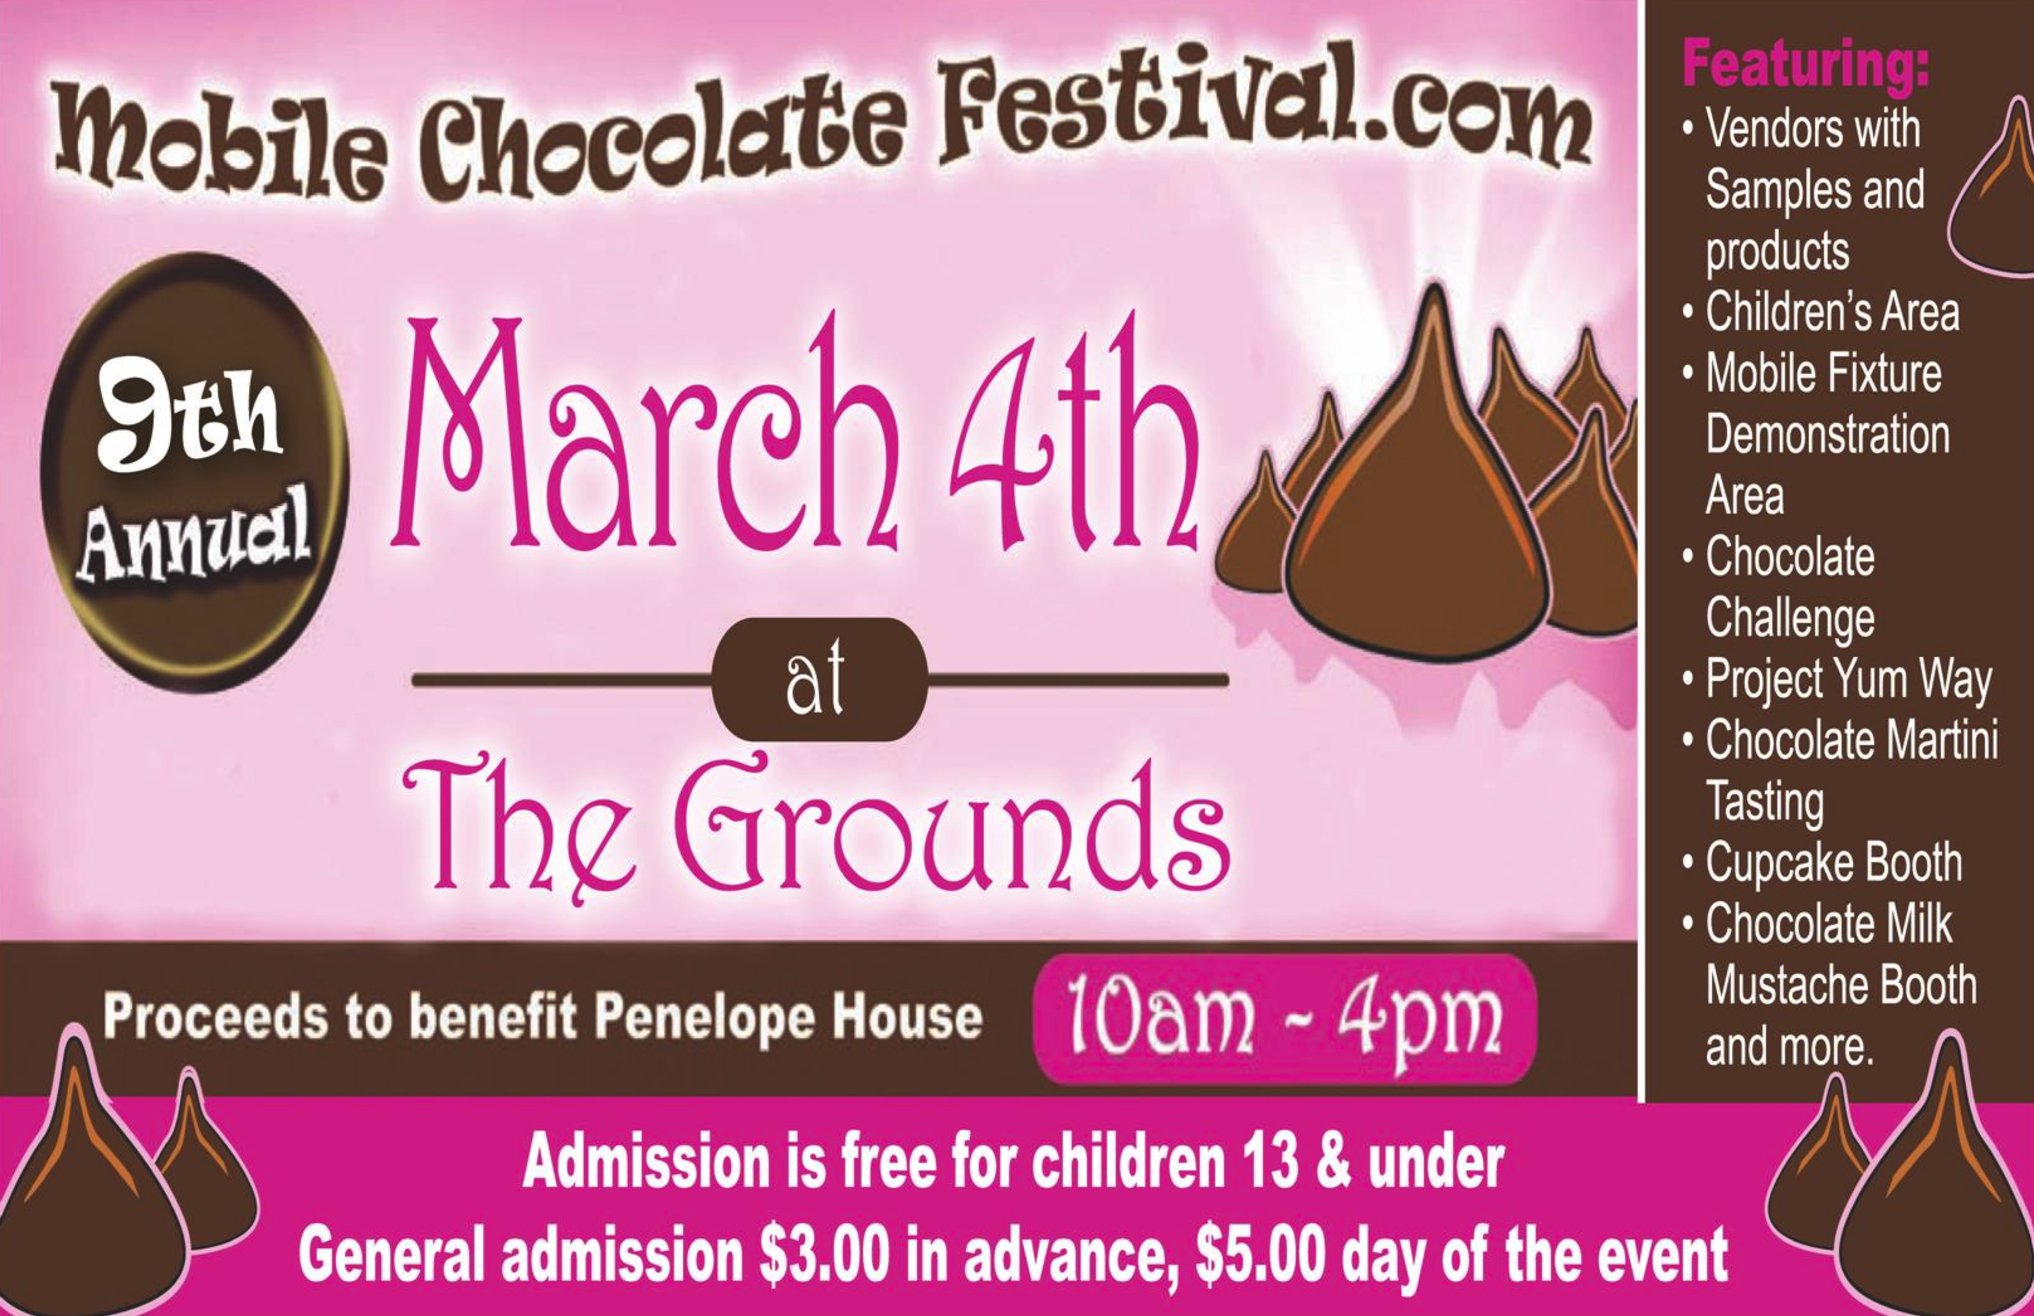 Mobile Chocolate Festival.com
9th
Annual
March 4th
at
The Grounds
Proceeds to benefit Penelope House
10am - 4pm
Featuring:
• Vendors with
Samples and
products
• Children's Area
• Mobile Fixture
Demonstration
Area
• Chocolate
Challenge
• Project Yum Way
• Chocolate Martini
Tasting
• Cupcake Booth
• Chocolate Milk
Mustache Booth
and more.
Admission is free for children 13 & under
General admission $3.00 in advance, $5.00 day of the event